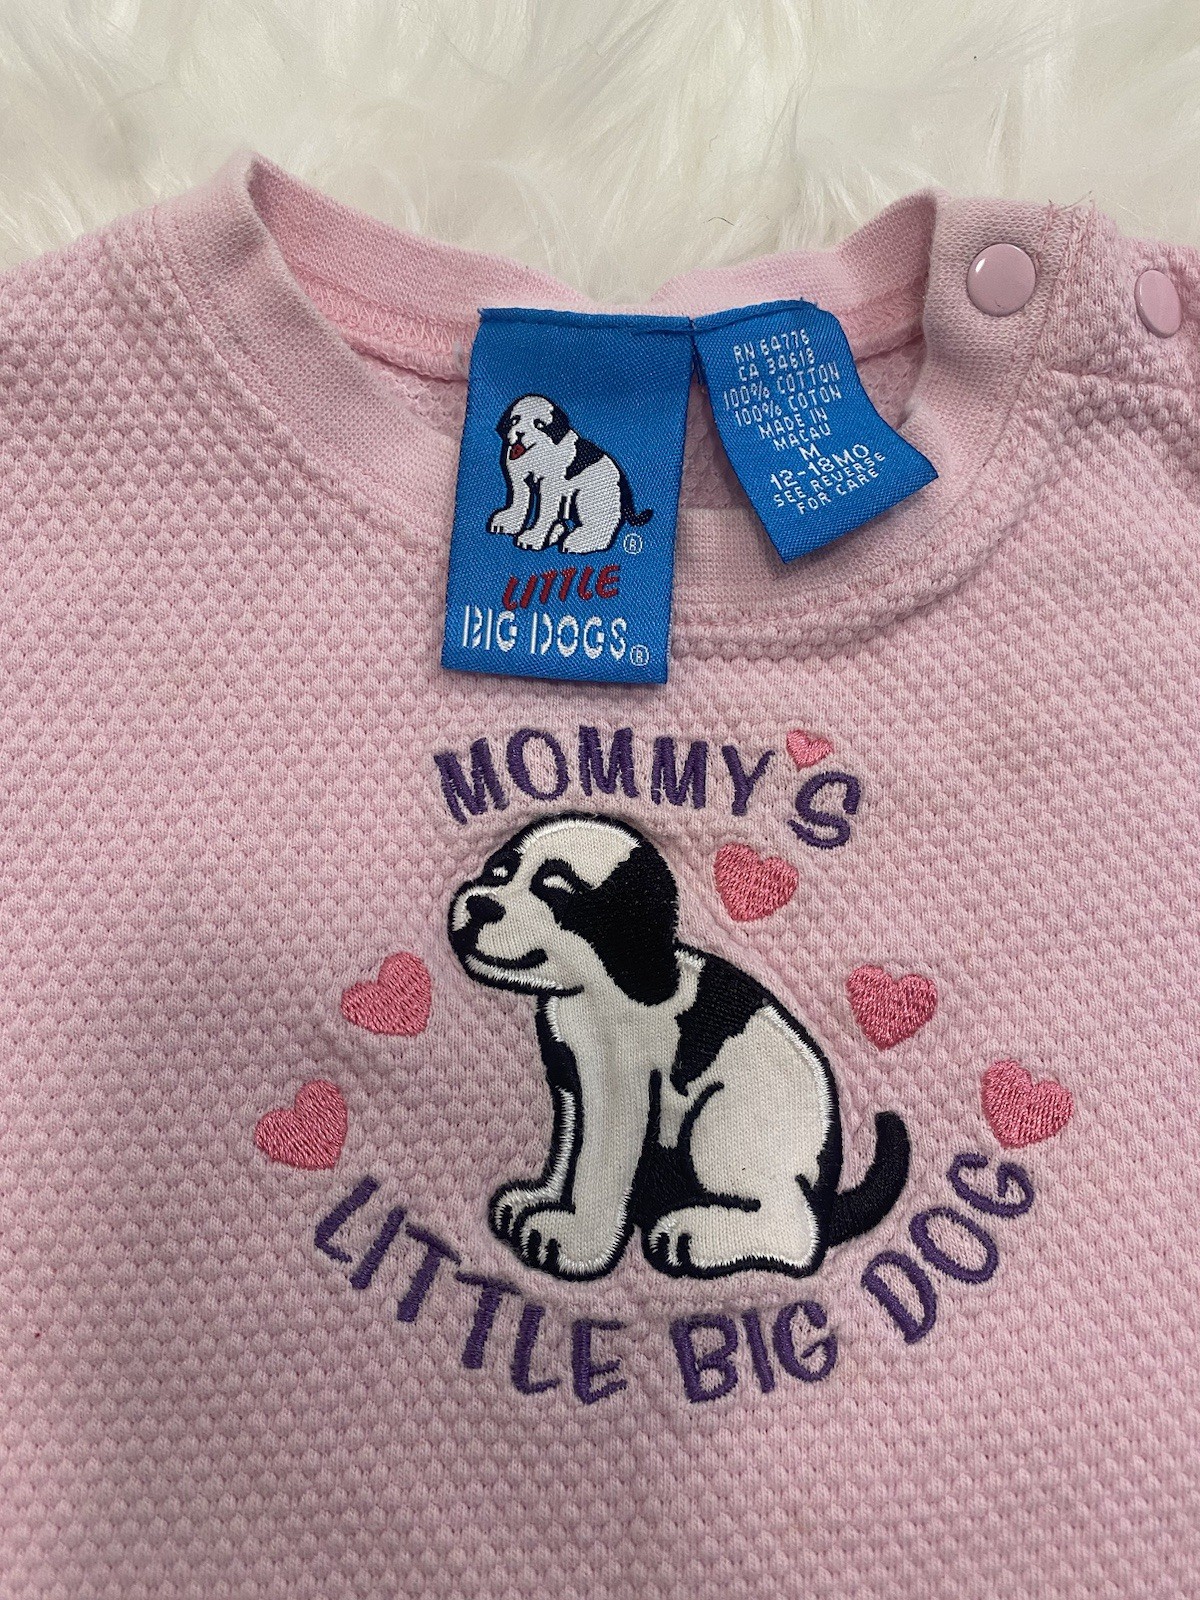 LITTLE ®
BIG DOGS®
RN 64776
CA 34618
100% COTTON
100% COTON
MADE IN
MACAU
M
12-18MO
SEE REVERSE
FOR CARE
MOMMY'S
LITTLE BIG DOG